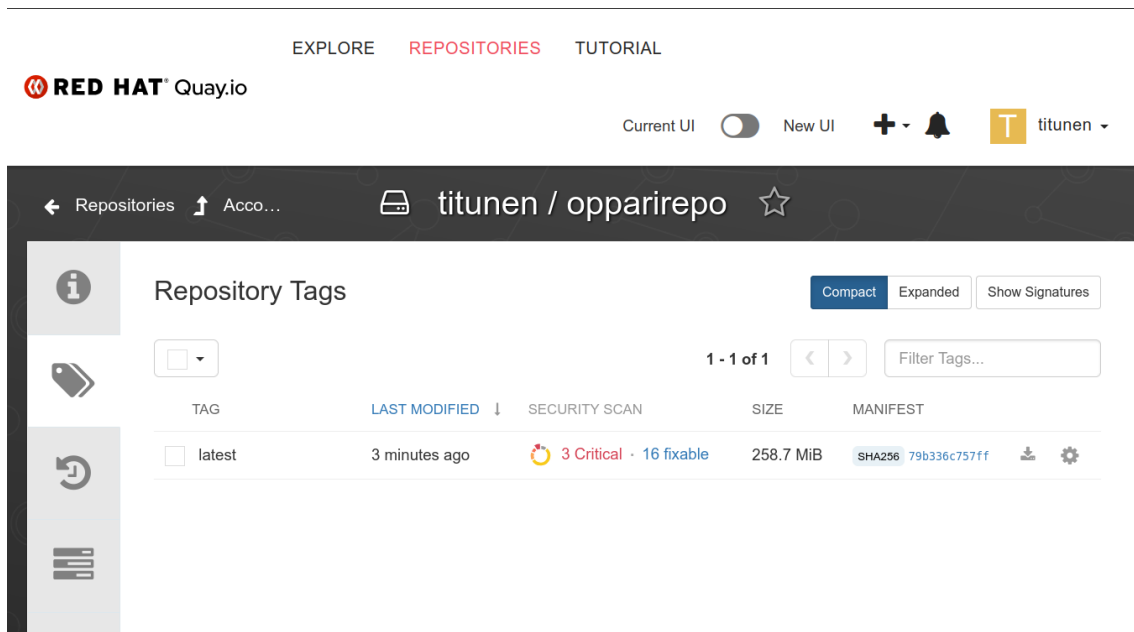 EXPLORE REPOSITORIES TUTORIAL
RED HAT® Quay.io
Current UI New UI T titunen
Repositories Acco...
titunen / opparirepo
Repository Tags
Compact Expanded Show Signatures
1 - 1 of 1 Filter Tags...
TAG LAST MODIFIED ↓ SECURITY SCAN SIZE MANIFEST
latest 3 minutes ago 3 Critical · 16 fixable 258.7 MiB SHA256 79b336c757ff